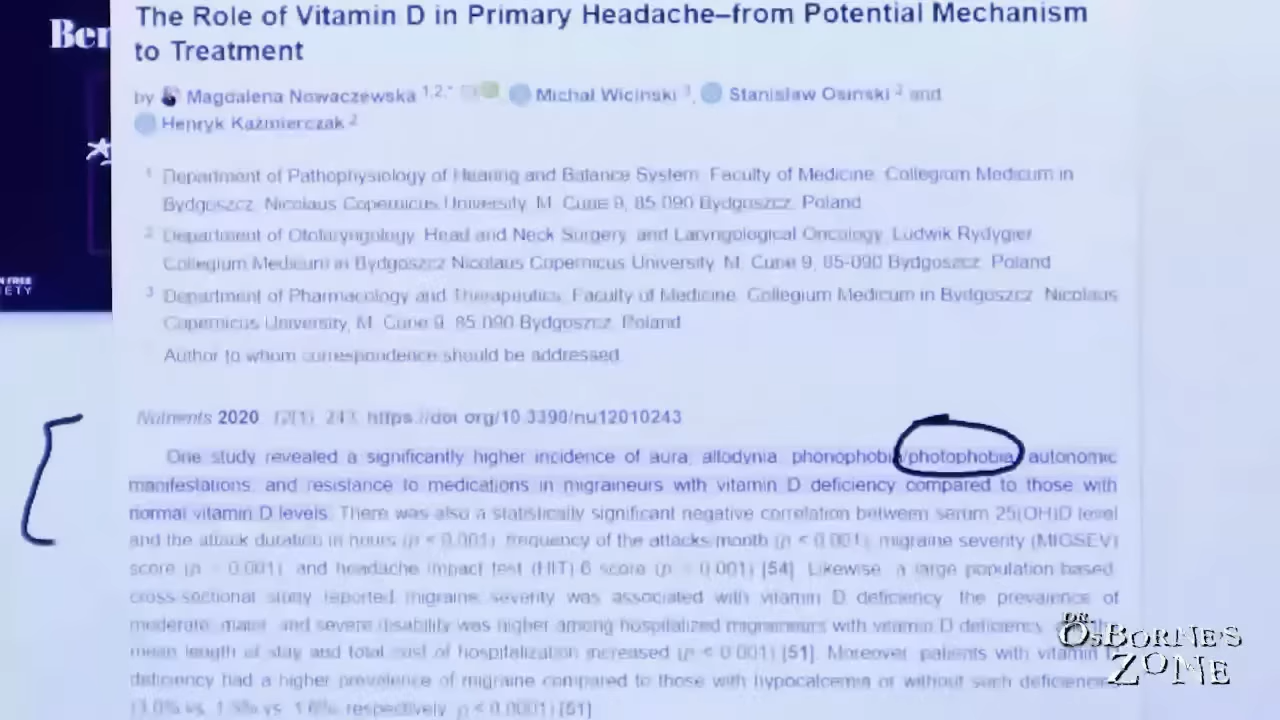 Ber
The Role of Vitamin D in Primary Headache–from Potential Mechanism
to Treatment
by Magdalena Nowaczewska 1,2,* Michał Wiciński 3, Stanisław Osiński 2 and
Henryk Kaźmierczak 2
1 Department of Pathophysiology of Hearing and Balance System, Faculty of Medicine, Collegium Medicum in
Bydgoszcz, Nicolaus Copernicus University, M. Curie 9, 85-090 Bydgoszcz, Poland
2 Department of Otolaryngology, Head and Neck Surgery, and Laryngological Oncology, Ludwik Rydygier
Collegium Medicum in Bydgoszcz Nicolaus Copernicus University, M. Curie 9, 85-090 Bydgoszcz, Poland
N FREE
ETY
3 Department of Pharmacology and Therapeutics, Faculty of Medicine, Collegium Medicum in Bydgoszcz, Nicolaus
Copernicus University, M. Curie 9, 85-090 Bydgoszcz, Poland
Author to whom correspondence should be addressed
Nutrients 2020, 12(1), 243; https://doi.org/10.3390/nu12010243
One study revealed a significantly higher incidence of aura, allodynia, phonophobia/photophobia, autonomic
manifestations, and resistance to medications in migraineurs with vitamin D deficiency compared to those with
normal vitamin D levels. There was also a statistically significant negative correlation between serum 25(OH)D level
and the attack duration in hours (p < 0.001), frequency of the attacks/month (p < 0.001), migraine severity (MIGSEV)
score (p < 0.001), and headache impact test (HIT) 6 score (p < 0.001) [54]. Likewise, a large population based,
cross-sectional study reported migraine severity was associated with vitamin D deficiency, the prevalence of
moderate, major, and severe disability was higher among hospitalized migraineurs with vitamin D deficiency,
mean length of stay and total cost of hospitalization increased (p < 0.001) [51]. Moreover, patients with vitamin D
deficiency had a higher prevalence of migraine compared to those with hypocalcemia or without such deficiencies
vs. vs. respectively, p < 0.0001) [51]
DR.
OSBORNE'S
ZONE